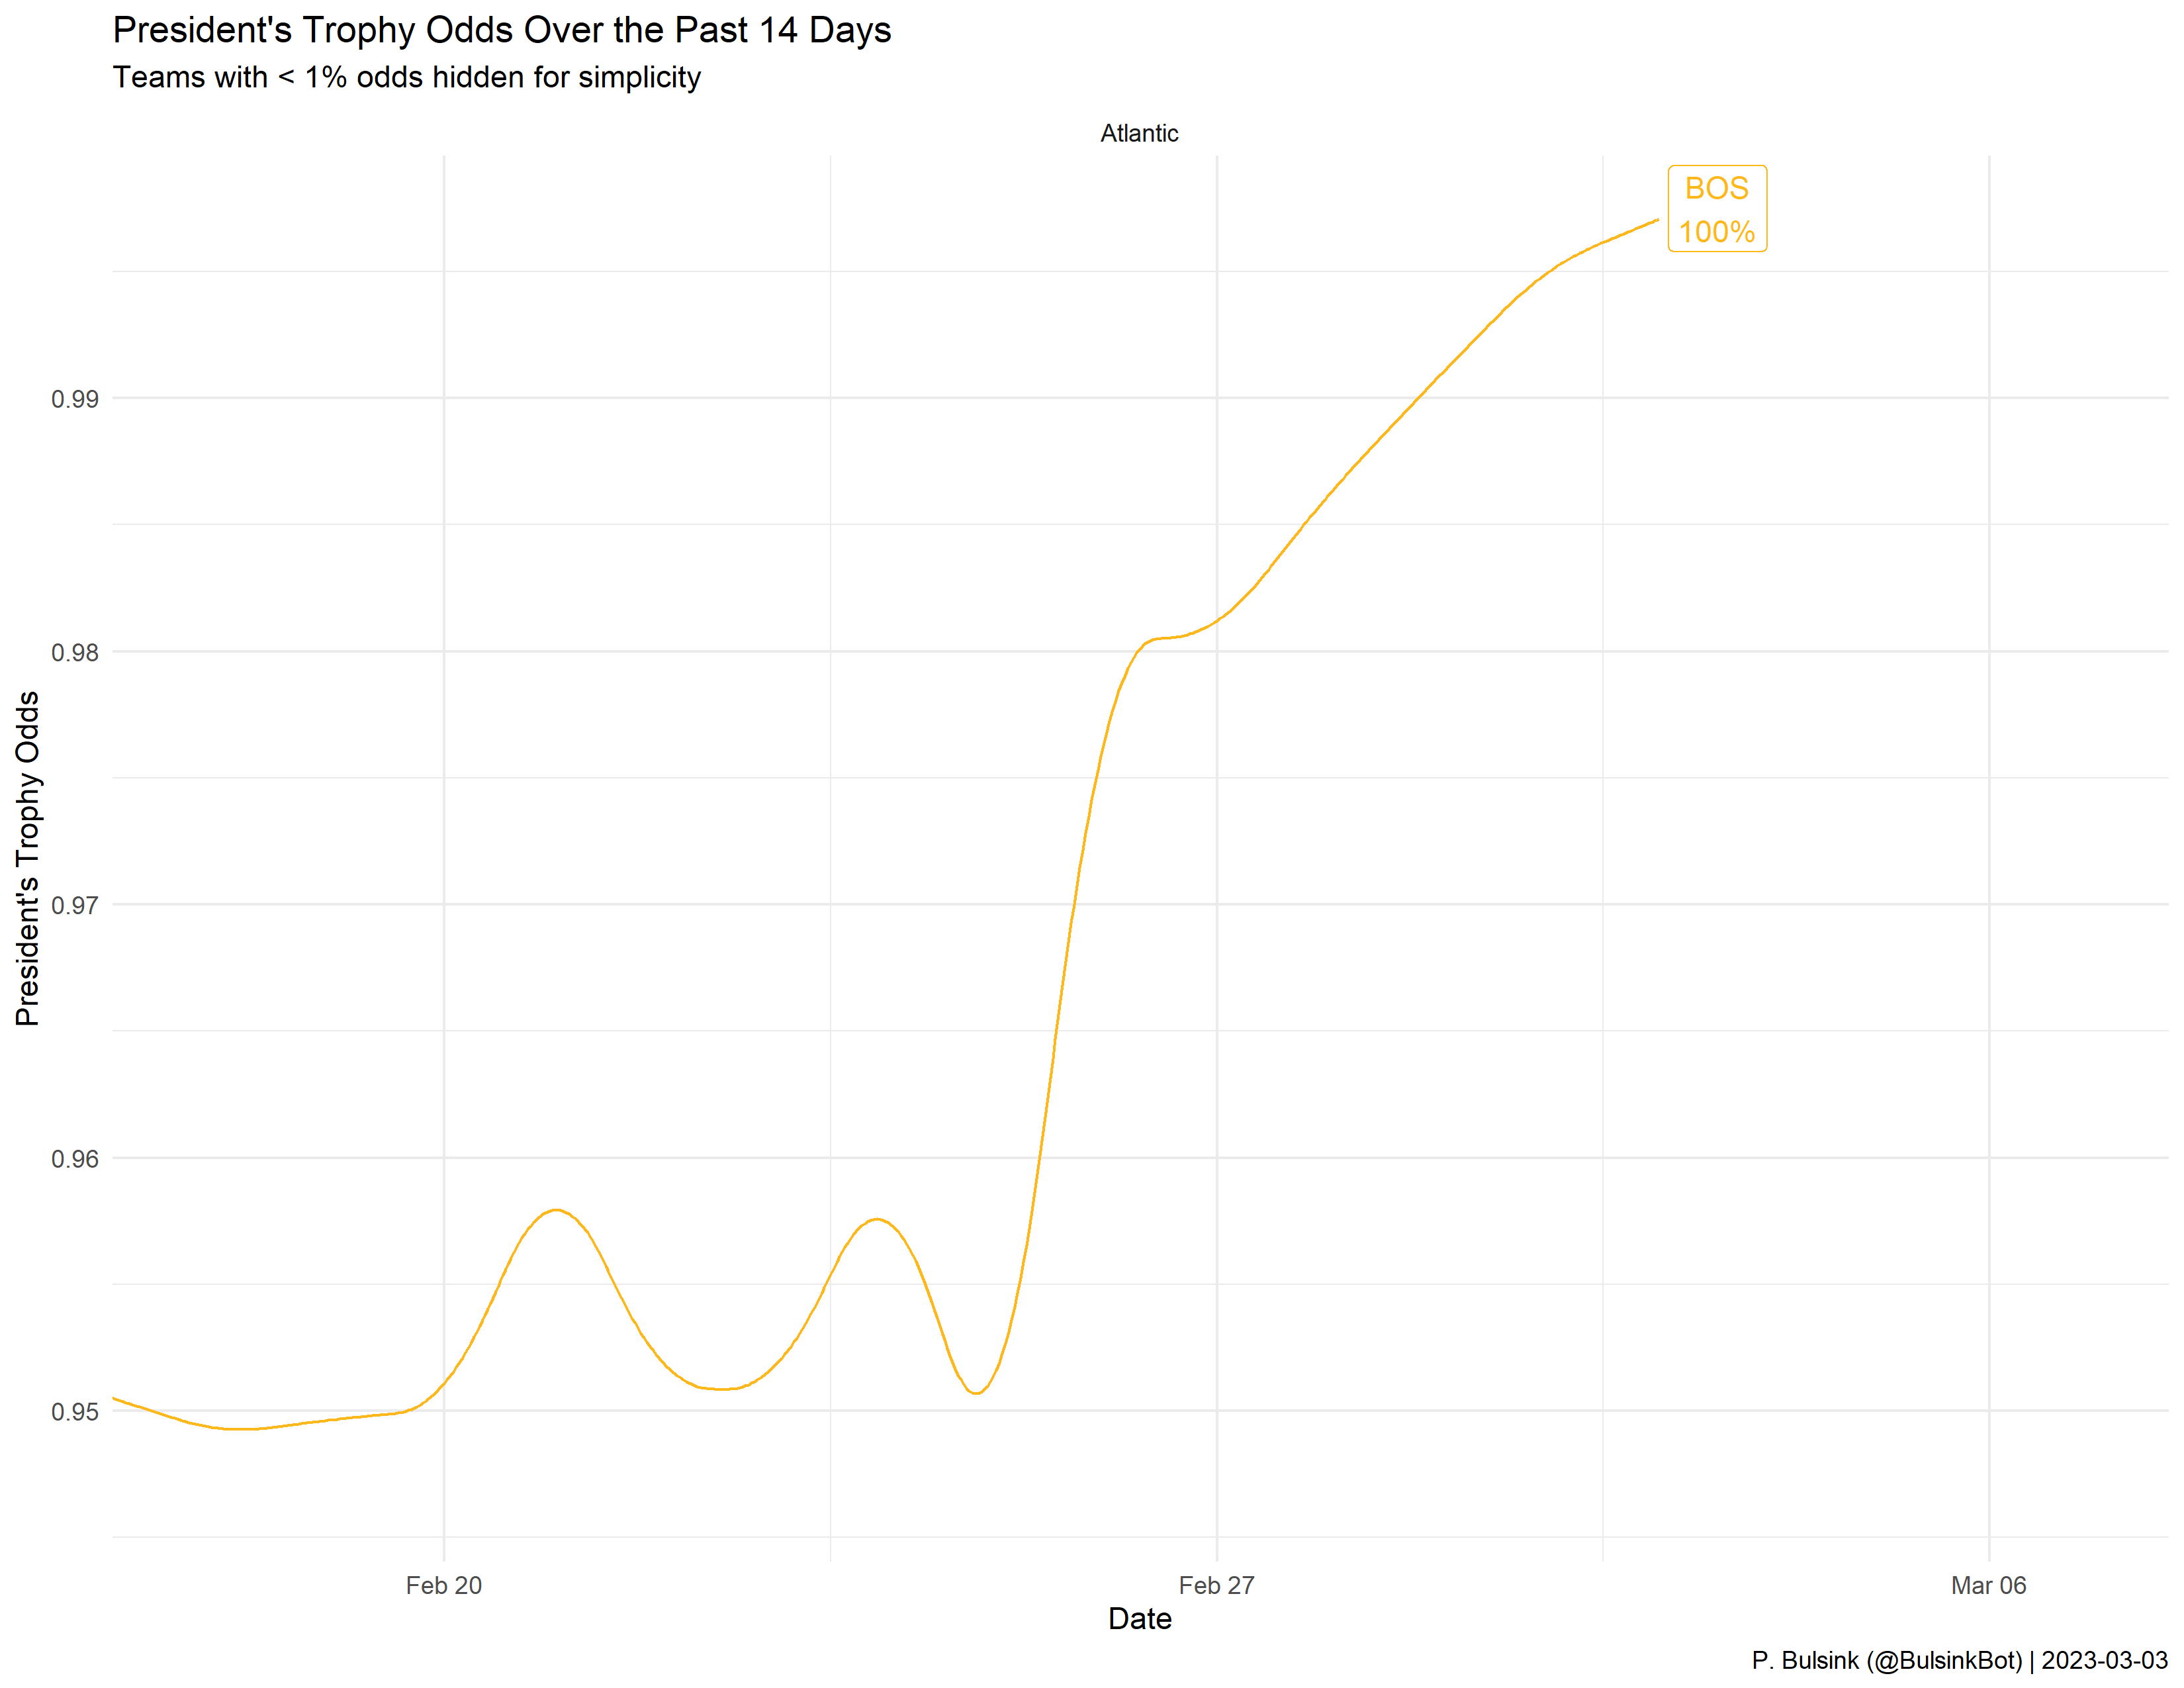 President's Trophy Odds Over the Past 14 Days
Teams with < 1% odds hidden for simplicity
Atlantic
BOS
100%
0.99
0.98
0.97
0.96
0.95
President's Trophy Odds
Feb 20
Feb 27
Mar 06
Date
P. Bulsink (@BulsinkBot) | 2023-03-03